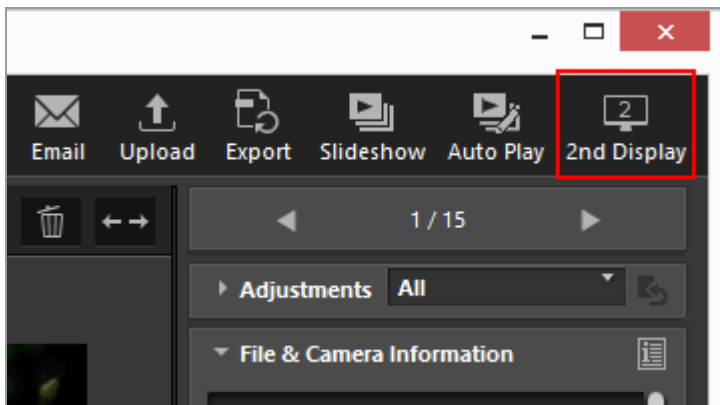 2
Email Upload Export Slideshow Auto Play 2nd Display
1 / 15
Adjustments All
File & Camera Information